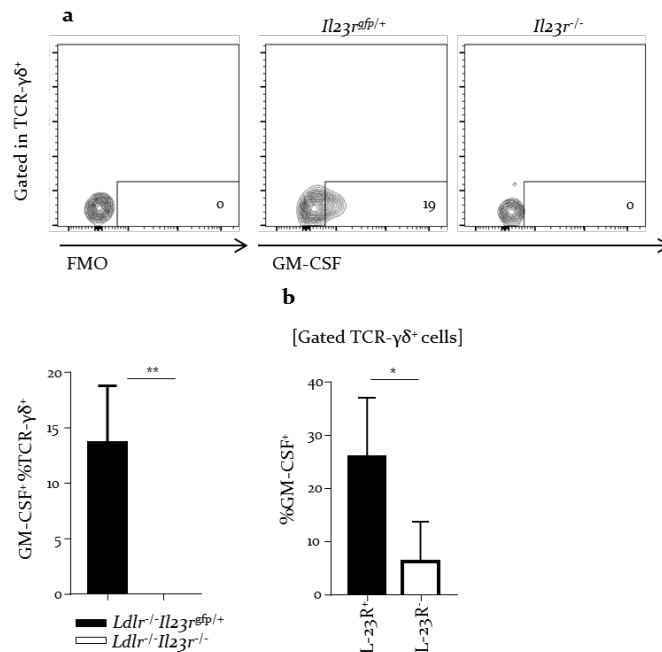 a
Il23r^gfp/+
Il23r^-/-
Gated in TCR-γδ⁺
0
19
0
FMO
GM-CSF
b
[Gated TCR-γδ⁺ cells]
GM-CSF⁺ %TCR-γδ⁺
20
15
10
5
0
**
Ldlr^-/-Il23r^gfp/+
Ldlr^-/-Il23r^-/-
%GM-CSF⁺
40
30
20
10
0
*
L-23R⁺
L-23R⁻